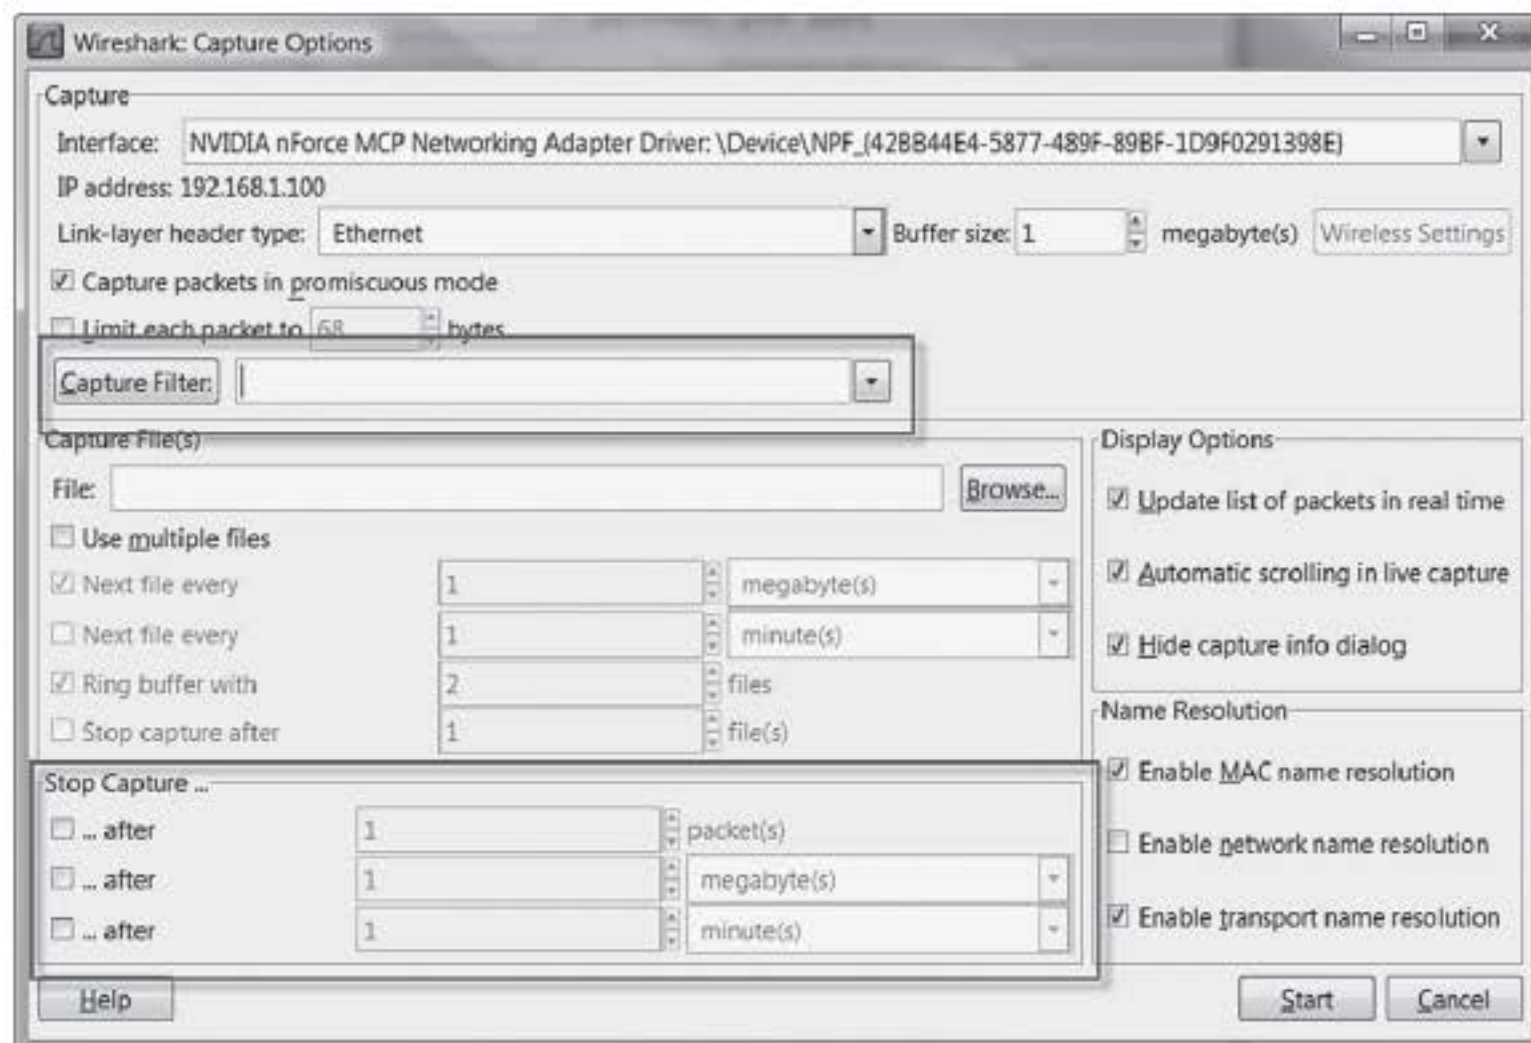 Wireshark: Capture Options
Capture
Interface: NVIDIA nForce MCP Networking Adapter Driver: \Device\NPF_{42BB44E4-5877-489F-89BF-1D9F0291398E}
IP address: 192.168.1.100
Link-layer header type: Ethernet Buffer size: 1 megabyte(s) Wireless Settings
Capture packets in promiscuous mode
Limit each packet to 68 bytes
Capture Filter:
Capture File(s)
File: Browse...
Use multiple files
Next file every 1 megabyte(s)
Next file every 1 minute(s)
Ring buffer with 2 files
Stop capture after 1 file(s)
Stop Capture ...
... after 1 packet(s)
... after 1 megabyte(s)
... after 1 minute(s)
Display Options
Update list of packets in real time
Automatic scrolling in live capture
Hide capture info dialog
Name Resolution
Enable MAC name resolution
Enable network name resolution
Enable transport name resolution
Help Start Cancel